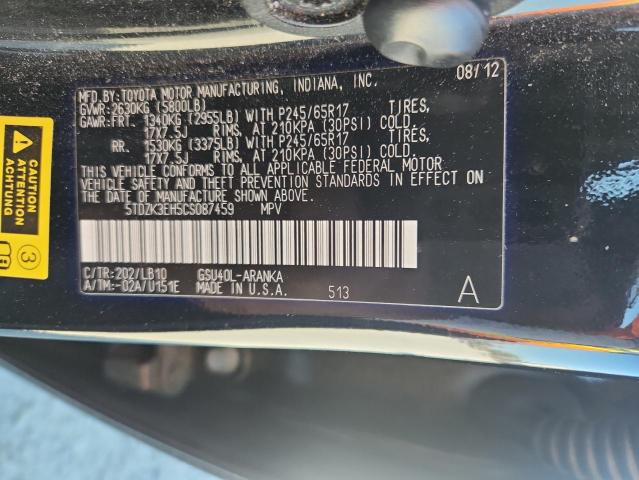 MFD.BY:TOYOTA MOTOR MANUFACTURING, INDIANA, INC. 08/12
GVWR:2630KG (5800LB)
GAWR:FRT. 1340KG (2955LB) WITH P245/65R17 TIRES,
17X7.5J RIMS, AT 210KPA (30PSI) COLD.
RR. 1530KG (3375LB) WITH P245/65R17 TIRES,
17X7.5J RIMS, AT 210KPA (30PSI) COLD.
THIS VEHICLE CONFORMS TO ALL APPLICABLE FEDERAL MOTOR
VEHICLE SAFETY AND THEFT PREVENTION STANDARDS IN EFFECT ON
THE DATE OF MANUFACTURE SHOWN ABOVE.
5TDZK3EH5CS087459 MPV
C/TR:202/LB10 GSU40L-ARANKA
A/TM:-02A/U151E MADE IN U.S.A. 513 A
CAUTION
PRECAUCION
3